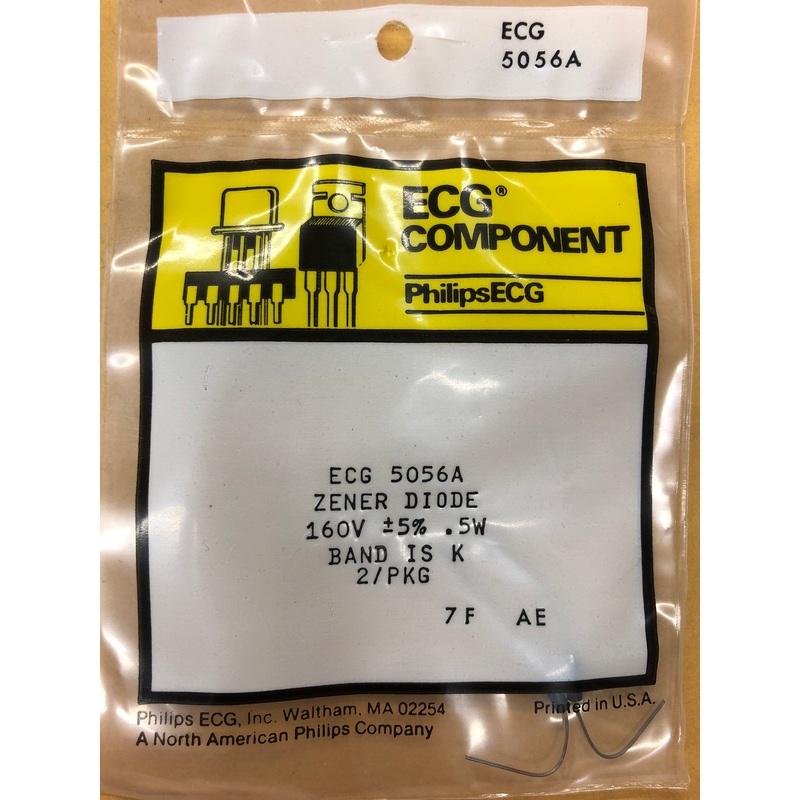 ECG
5056A
ECG®
COMPONENT
PhilipsECG
ECG 5056A
ZENER DIODE
160V ±5% .5W
BAND IS K
2/PKG
7F AE
Philips ECG, Inc. Waltham, MA 02254
Printed in U.S.A.
A North American Philips Company